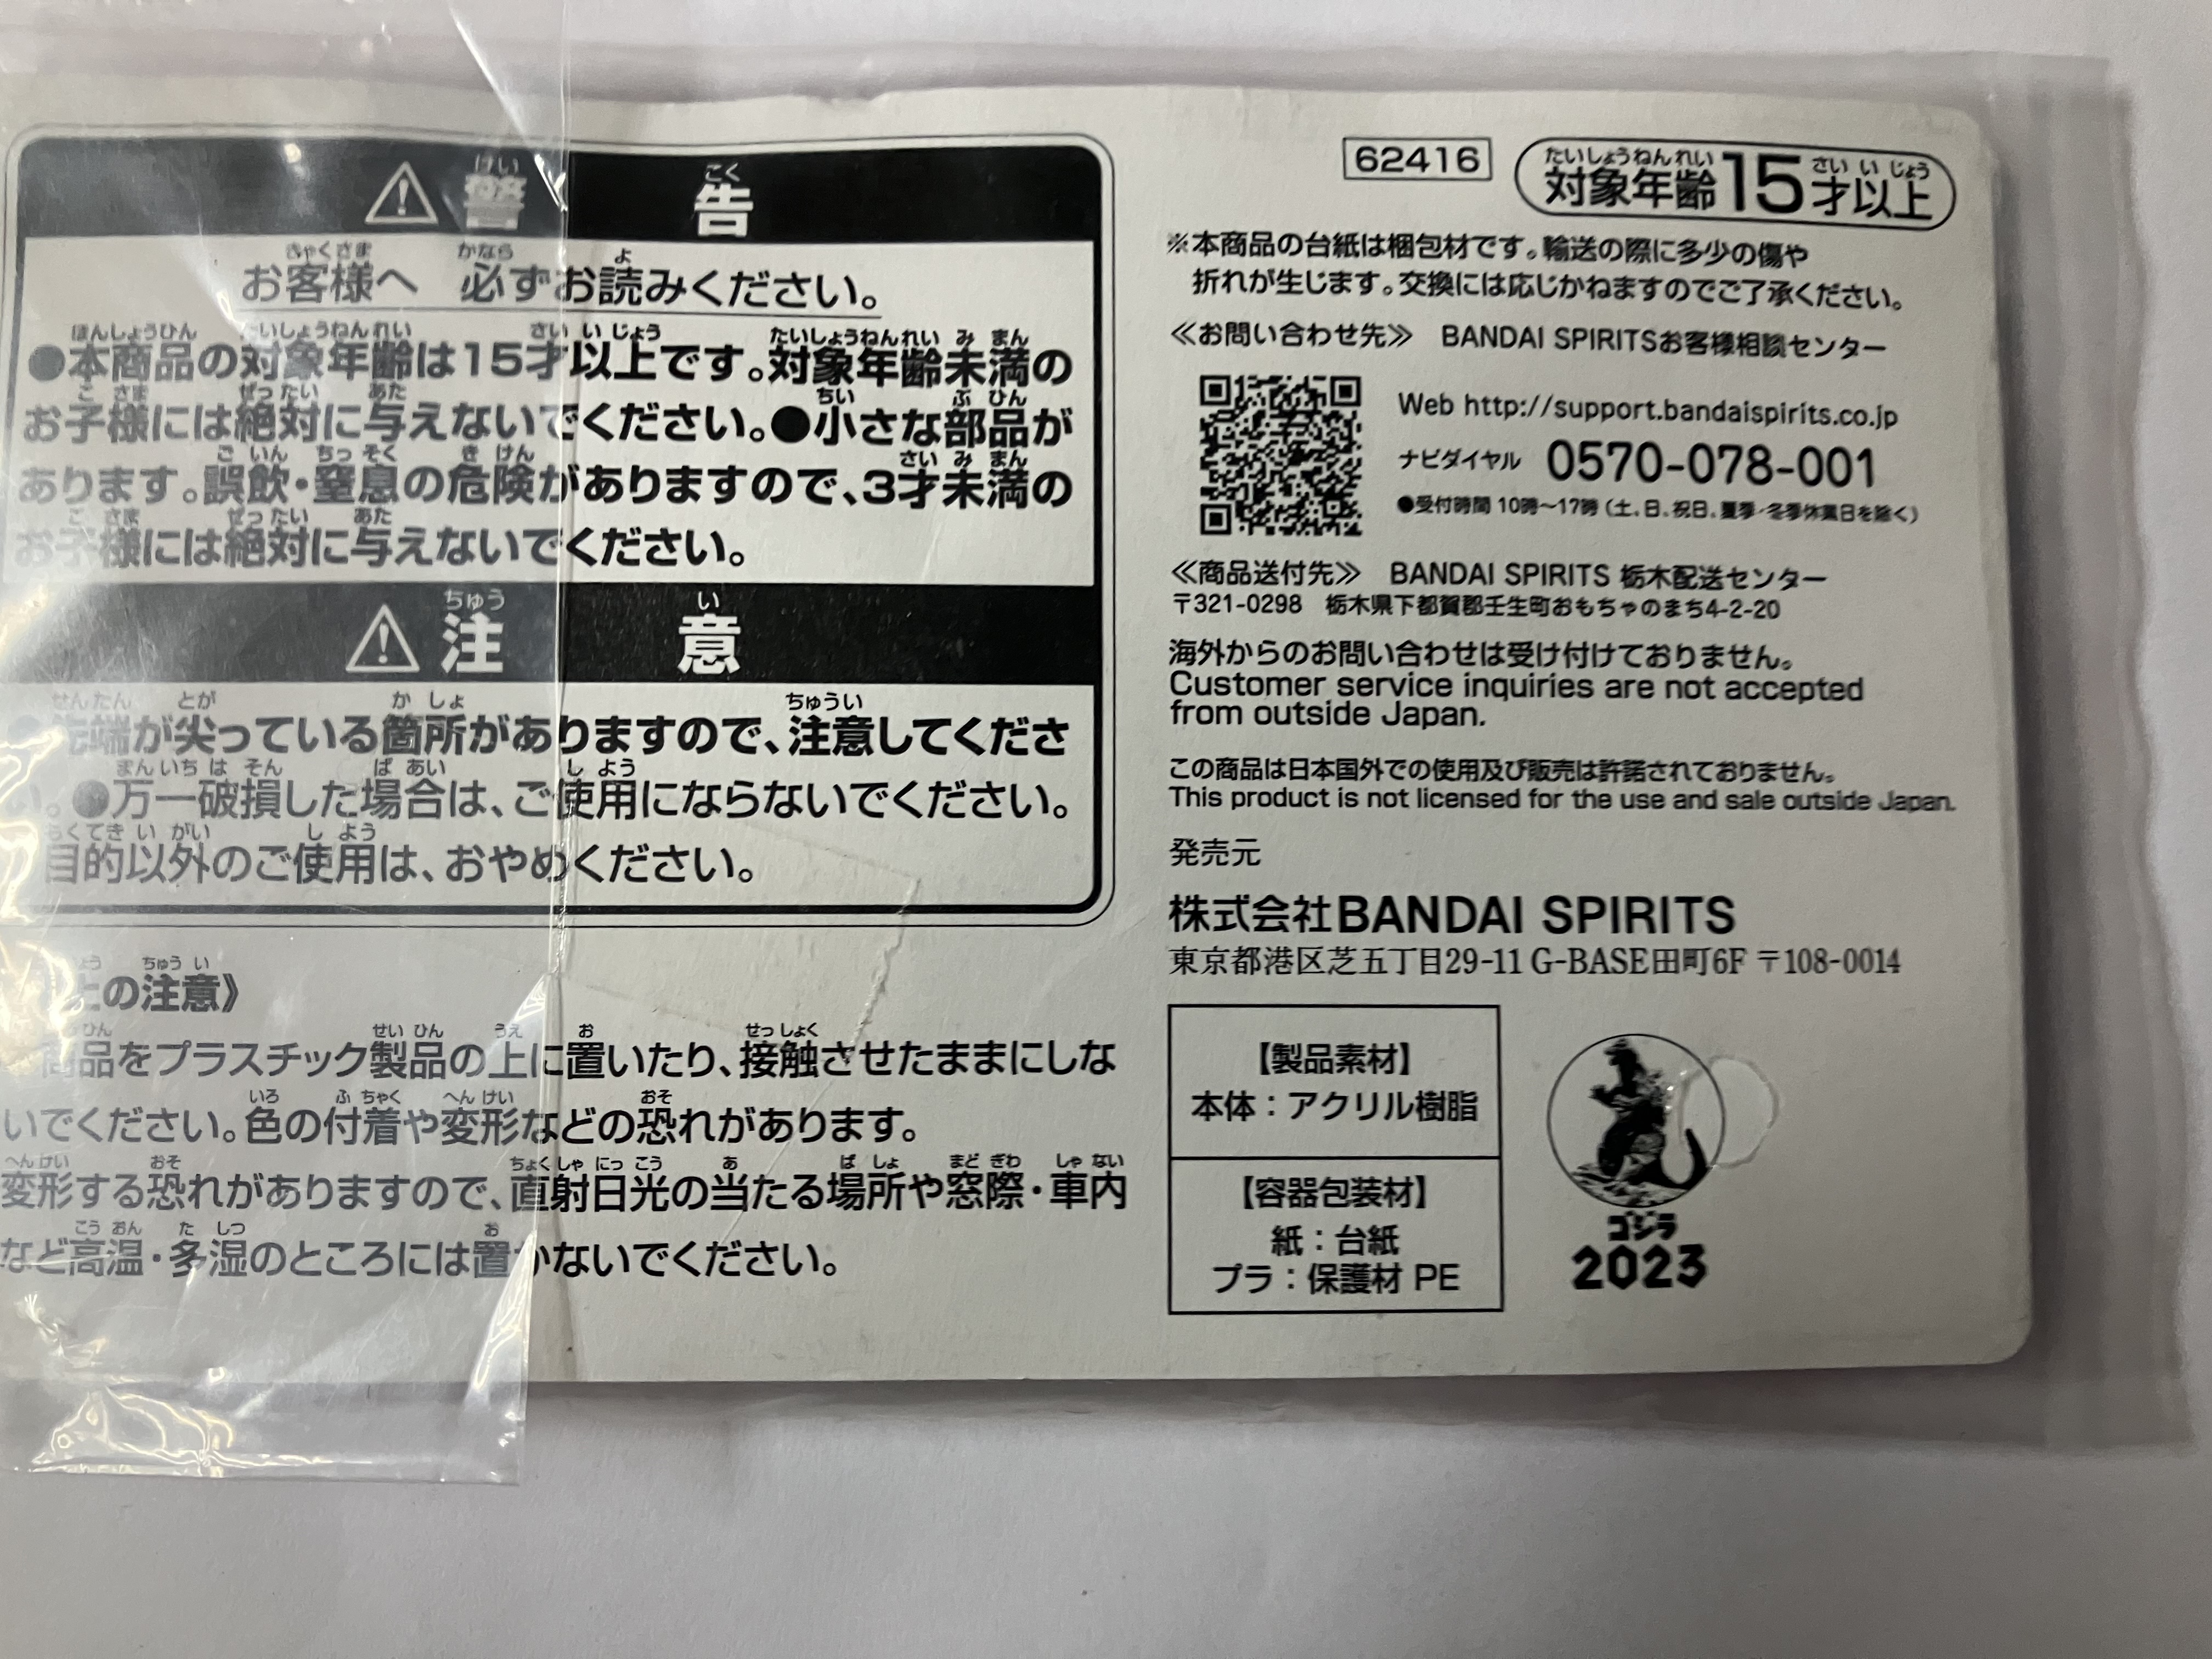 警告
お客様へ 必ずお読みください。
●本商品の対象年齢は15才以上です。対象年齢未満の
お子様には絶対に与えないでください。●小さな部品が
あります。誤飲・窒息の危険がありますので、3才未満の
お子様には絶対に与えないでください。
注意
●先端が尖っている箇所がありますので、注意してくださ
い。●万一破損した場合は、ご使用にならないでください。
目的以外のご使用は、おやめください。
上の注意》
商品をプラスチック製品の上に置いたり、接触させたままにしな
いでください。色の付着や変形などの恐れがあります。
変形する恐れがありますので、直射日光の当たる場所や窓際・車内
など高温・多湿のところには置かないでください。
62416
対象年齢15才以上
※本商品の台紙は梱包材です。輸送の際に多少の傷や
折れが生じます。交換には応じかねますのでご了承ください。
≪お問い合わせ先≫ BANDAI SPIRITSお客様相談センター
Web http://support.bandaispirits.co.jp
ナビダイヤル 0570-078-001
●受付時間 10時～17時(土、日、祝日、夏季・冬季休業日を除く)
≪商品送付先≫ BANDAI SPIRITS 栃木配送センター
〒321-0298 栃木県下都賀郡壬生町おもちゃのまち4-2-20
海外からのお問い合わせは受け付けておりません。
Customer service inquiries are not accepted
from outside Japan.
この商品は日本国外での使用及び販売は許諾されておりません。
This product is not licensed for the use and sale outside Japan.
発売元
株式会社BANDAI SPIRITS
東京都港区芝五丁目29-11 G-BASE田町6F 〒108-0014
【製品素材】
本体：アクリル樹脂
【容器包装材】
紙：台紙
プラ：保護材 PE
ゴジラ
2023